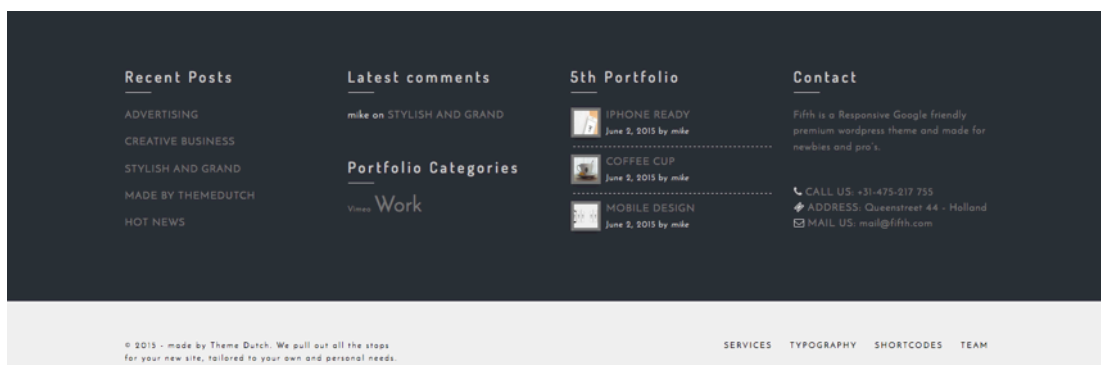 Recent Posts
ADVERTISING
CREATIVE BUSINESS
STYLISH AND GRAND
MADE BY THEMEDUTCH
HOT NEWS
Latest comments
mike on STYLISH AND GRAND
Portfolio Categories
Vimeo Work
5th Portfolio
IPHONE READY
June 2, 2015 by mike
COFFEE CUP
June 2, 2015 by mike
MOBILE DESIGN
June 2, 2015 by mike
Contact
Fifth is a Responsive Google friendly
premium wordpress theme and made for
newbies and pro's.
CALL US: +31-475-217 755
ADDRESS: Queenstreet 44 - Holland
MAIL US: mail@fifth.com
© 2015 - made by Theme Dutch. We pull out all the stops
for your new site, tailored to your own and personal needs.
SERVICES TYPOGRAPHY SHORTCODES TEAM